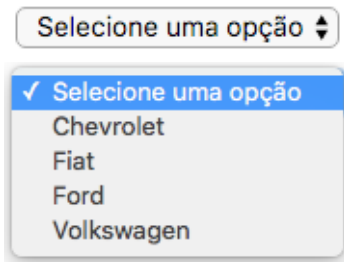 Selecione uma opção
✓ Selecione uma opção
Chevrolet
Fiat
Ford
Volkswagen